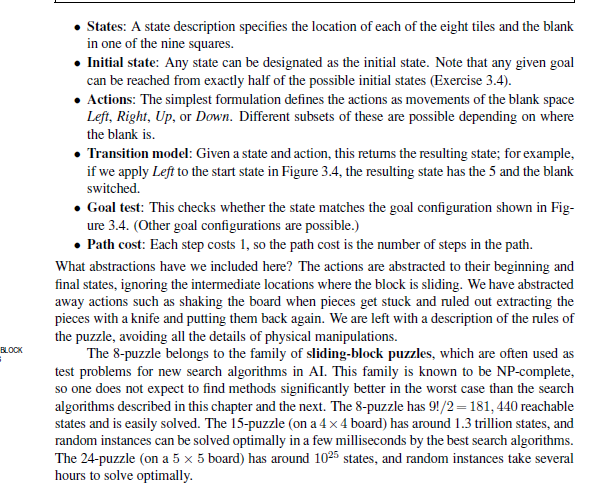 • States: A state description specifies the location of each of the eight tiles and the blank
in one of the nine squares.
• Initial state: Any state can be designated as the initial state. Note that any given goal
can be reached from exactly half of the possible initial states (Exercise 3.4).
• Actions: The simplest formulation defines the actions as movements of the blank space
Left, Right, Up, or Down. Different subsets of these are possible depending on where
the blank is.
• Transition model: Given a state and action, this returns the resulting state; for example,
if we apply Left to the start state in Figure 3.4, the resulting state has the 5 and the blank
switched.
• Goal test: This checks whether the state matches the goal configuration shown in Fig-
ure 3.4. (Other goal configurations are possible.)
• Path cost: Each step costs 1, so the path cost is the number of steps in the path.
What abstractions have we included here? The actions are abstracted to their beginning and
final states, ignoring the intermediate locations where the block is sliding. We have abstracted
away actions such as shaking the board when pieces get stuck and ruled out extracting the
pieces with a knife and putting them back again. We are left with a description of the rules of
the puzzle, avoiding all the details of physical manipulations.
BLOCK
The 8-puzzle belongs to the family of sliding-block puzzles, which are often used as
test problems for new search algorithms in AI. This family is known to be NP-complete,
so one does not expect to find methods significantly better in the worst case than the search
algorithms described in this chapter and the next. The 8-puzzle has 9!/2 = 181, 440 reachable
states and is easily solved. The 15-puzzle (on a 4 × 4 board) has around 1.3 trillion states, and
random instances can be solved optimally in a few milliseconds by the best search algorithms.
The 24-puzzle (on a 5 × 5 board) has around 10²⁵ states, and random instances take several
hours to solve optimally.